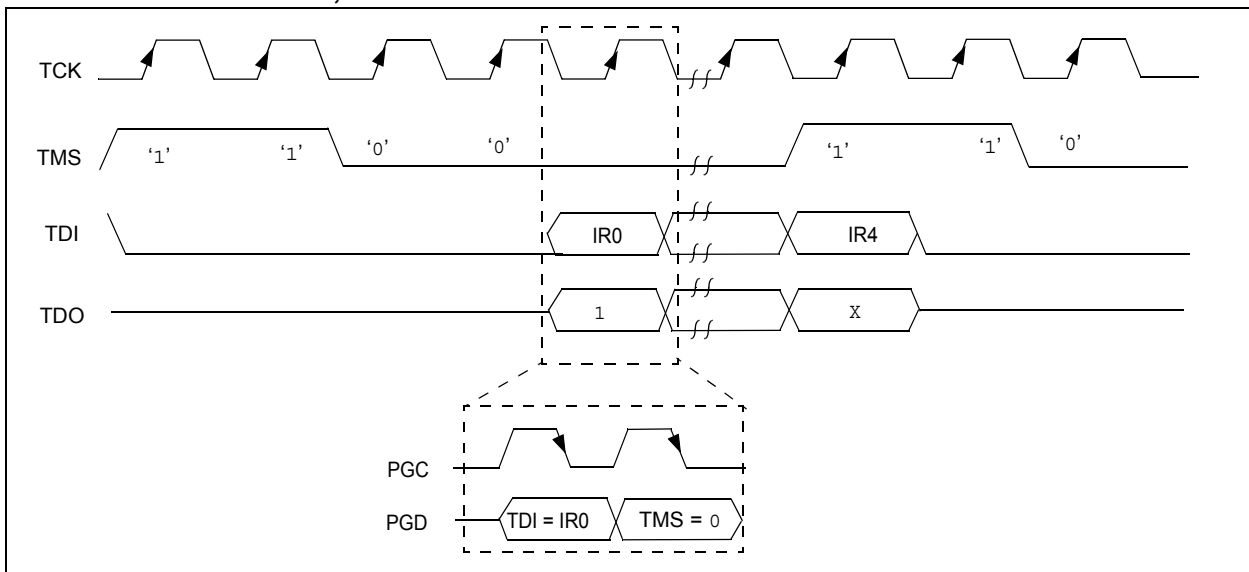 TCK
TMS
‘1’ ‘1’ ‘0’ ‘0’ ‘1’ ‘1’ ‘0’
TDI
IR0 IR4
TDO
1 X
PGC
PGD
TDI = IR0 TMS = 0